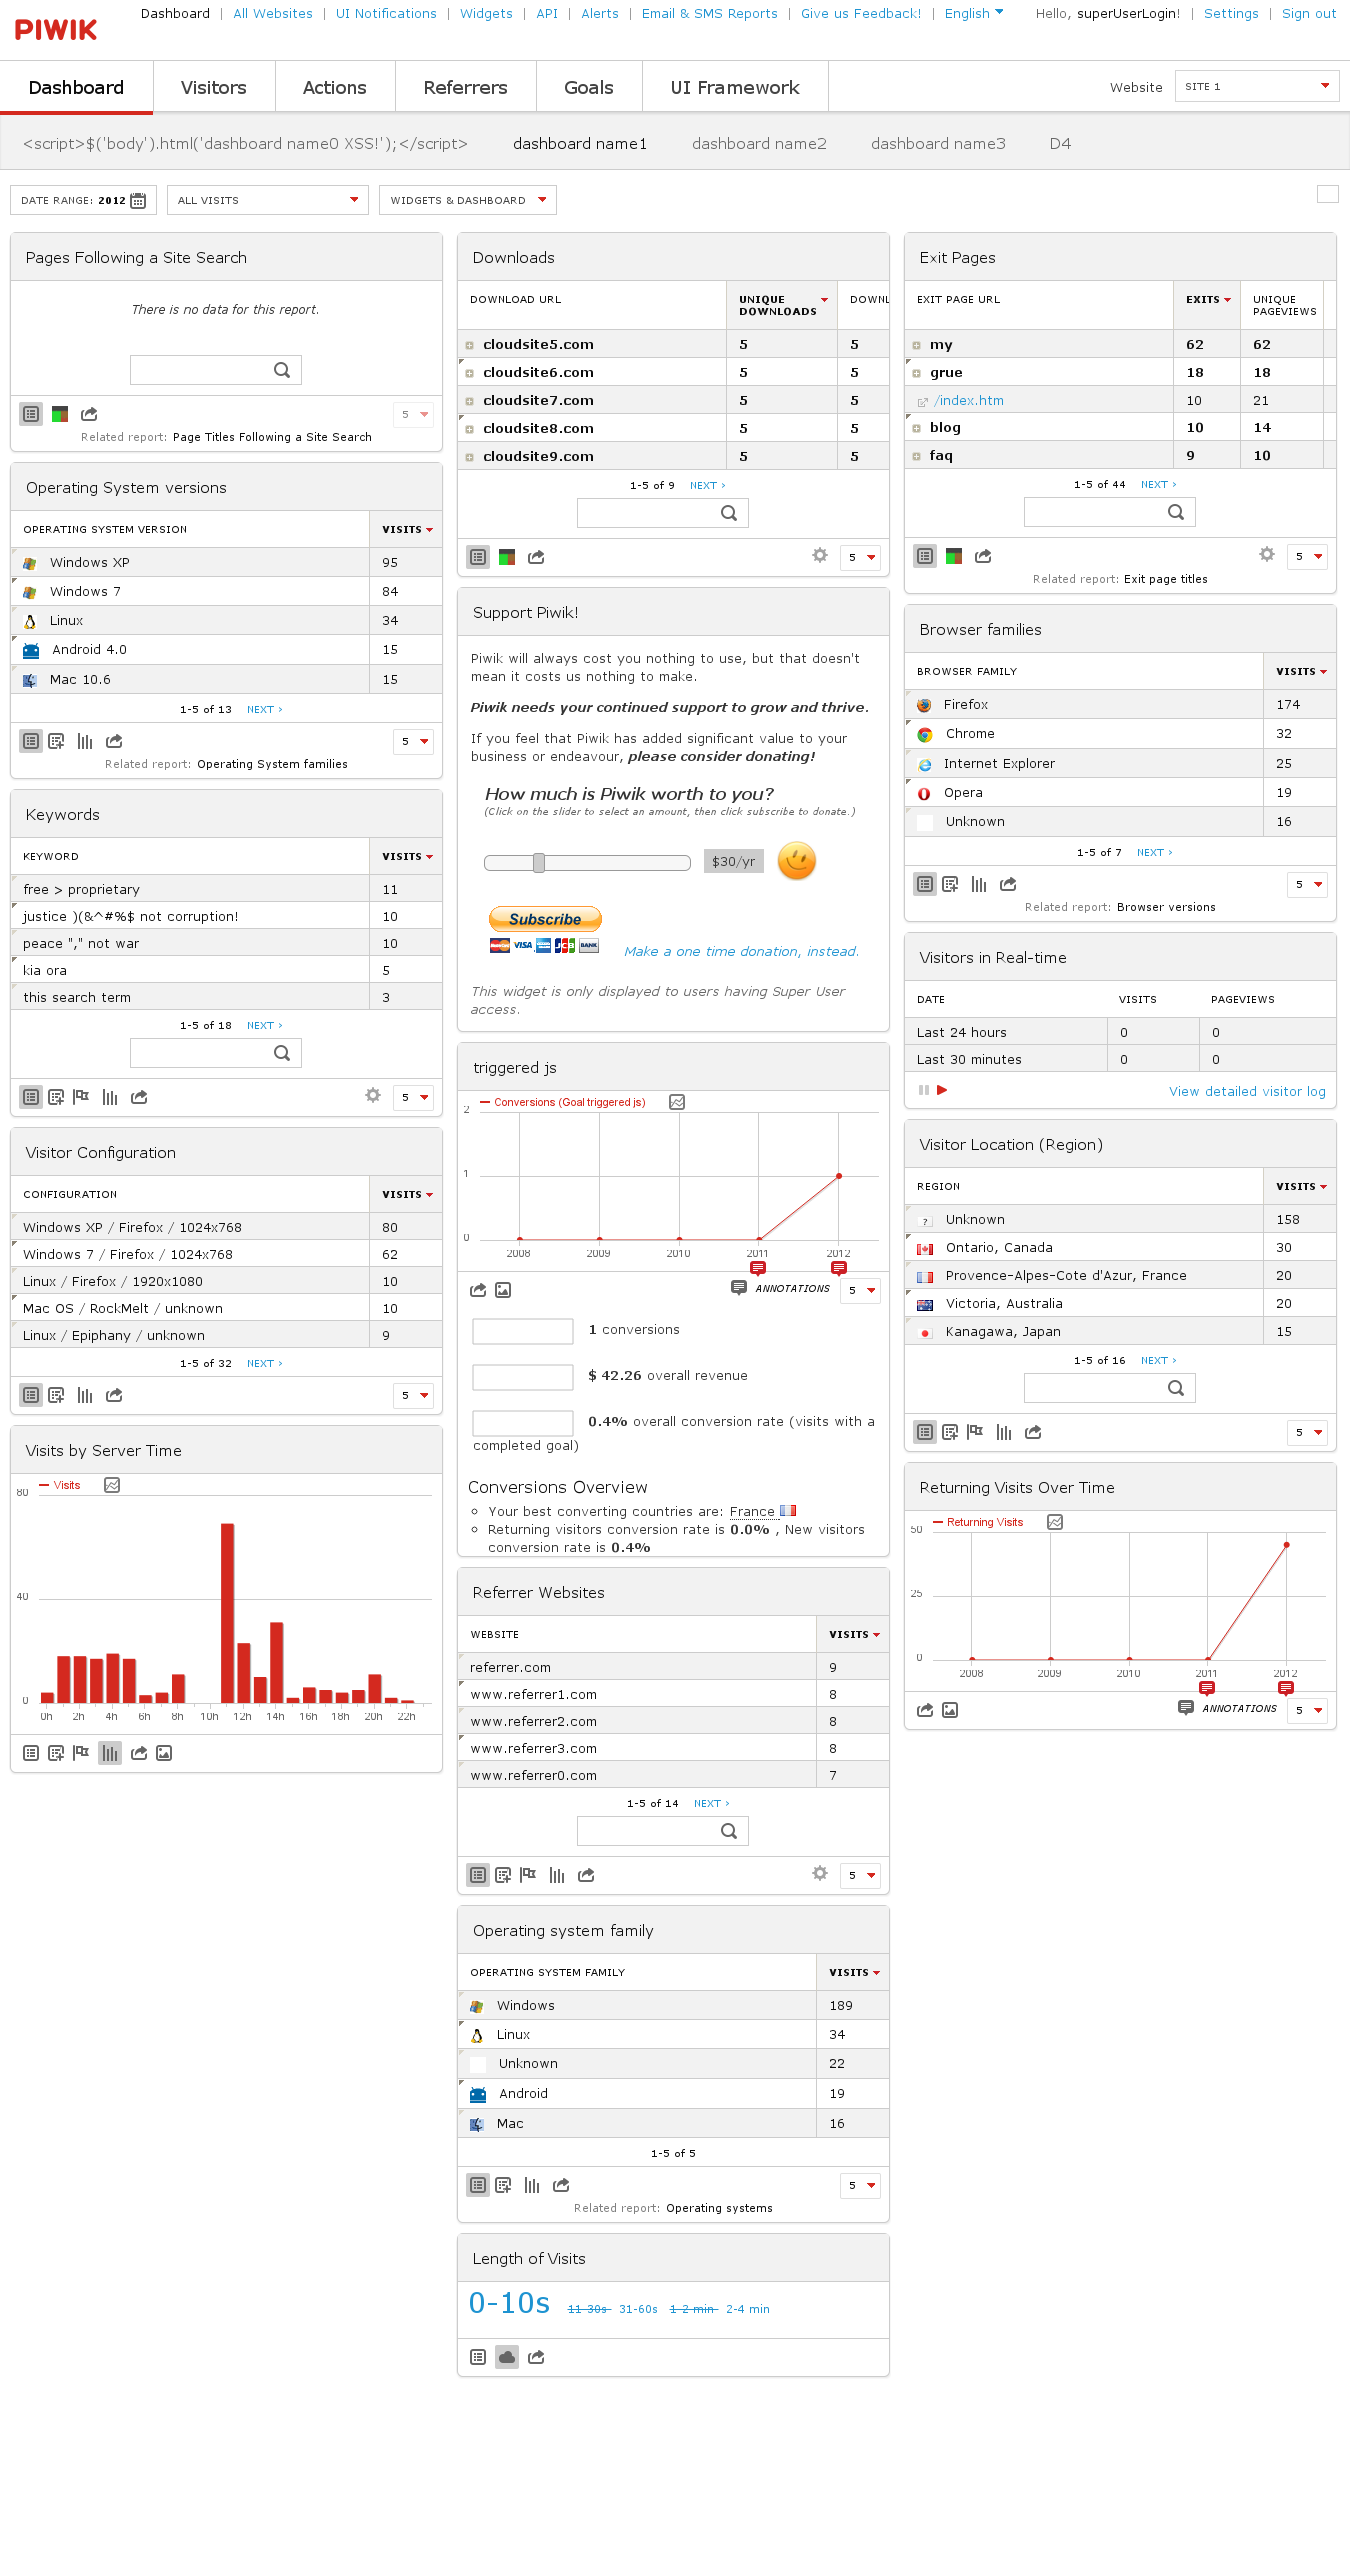 PIWIK
Dashboard | All Websites | UI Notifications | Widgets | API | Alerts | Email & SMS Reports | Give us Feedback! | English
Hello, superUserLogin! | Settings | Sign out
Dashboard Visitors Actions Referrers Goals UI Framework
Website SITE 1
<script>$('body').html('dashboard name0 XSS!');</script> dashboard name1 dashboard name2 dashboard name3 D4
DATE RANGE: 2012 ALL VISITS WIDGETS & DASHBOARD
Pages Following a Site Search
There is no data for this report.
5
Related report: Page Titles Following a Site Search
Operating System versions
OPERATING SYSTEM VERSION VISITS
Windows XP 95
Windows 7 84
Linux 34
Android 4.0 15
Mac 10.6 15
1-5 of 13 NEXT ›
5
Related report: Operating System families
Keywords
KEYWORD VISITS
free > proprietary 11
justice )(&^#%$ not corruption! 10
peace "," not war 10
kia ora 5
this search term 3
1-5 of 18 NEXT ›
5
Visitor Configuration
CONFIGURATION VISITS
Windows XP / Firefox / 1024x768 80
Windows 7 / Firefox / 1024x768 62
Linux / Firefox / 1920x1080 10
Mac OS / RockMelt / unknown 10
Linux / Epiphany / unknown 9
1-5 of 32 NEXT ›
5
Visits by Server Time
Visits
80
40
0
0h 2h 4h 6h 8h 10h 12h 14h 16h 18h 20h 22h
Downloads
DOWNLOAD URL UNIQUE DOWNLOADS DOWNL
cloudsite5.com 5 5
cloudsite6.com 5 5
cloudsite7.com 5 5
cloudsite8.com 5 5
cloudsite9.com 5 5
1-5 of 9 NEXT ›
5
Support Piwik!
Piwik will always cost you nothing to use, but that doesn't
mean it costs us nothing to make.
Piwik needs your continued support to grow and thrive.
If you feel that Piwik has added significant value to your
business or endeavour, please consider donating!
How much is Piwik worth to you?
(Click on the slider to select an amount, then click subscribe to donate.)
$30/yr
Subscribe
VISA JCB BANK
Make a one time donation, instead.
This widget is only displayed to users having Super User
access.
triggered js
Conversions (Goal triggered js)
2
1
0
2008 2009 2010 2011 2012
ANNOTATIONS 5
1 conversions
$ 42.26 overall revenue
0.4% overall conversion rate (visits with a
completed goal)
Conversions Overview
Your best converting countries are: France
Returning visitors conversion rate is 0.0% , New visitors
conversion rate is 0.4%
Referrer Websites
WEBSITE VISITS
referrer.com 9
www.referrer1.com 8
www.referrer2.com 8
www.referrer3.com 8
www.referrer0.com 7
1-5 of 14 NEXT ›
5
Operating system family
OPERATING SYSTEM FAMILY VISITS
Windows 189
Linux 34
Unknown 22
Android 19
Mac 16
1-5 of 5
5
Related report: Operating systems
Length of Visits
0-10s 11-30s 31-60s 1-2 min 2-4 min
Exit Pages
EXIT PAGE URL EXITS UNIQUE PAGEVIEWS
my 62 62
grue 18 18
/index.htm 10 21
blog 10 14
faq 9 10
1-5 of 44 NEXT ›
5
Related report: Exit page titles
Browser families
BROWSER FAMILY VISITS
Firefox 174
Chrome 32
Internet Explorer 25
Opera 19
Unknown 16
1-5 of 7 NEXT ›
5
Related report: Browser versions
Visitors in Real-time
DATE VISITS PAGEVIEWS
Last 24 hours 0 0
Last 30 minutes 0 0
View detailed visitor log
Visitor Location (Region)
REGION VISITS
Unknown 158
Ontario, Canada 30
Provence-Alpes-Cote d'Azur, France 20
Victoria, Australia 20
Kanagawa, Japan 15
1-5 of 16 NEXT ›
5
Returning Visits Over Time
Returning Visits
50
25
0
2008 2009 2010 2011 2012
ANNOTATIONS 5